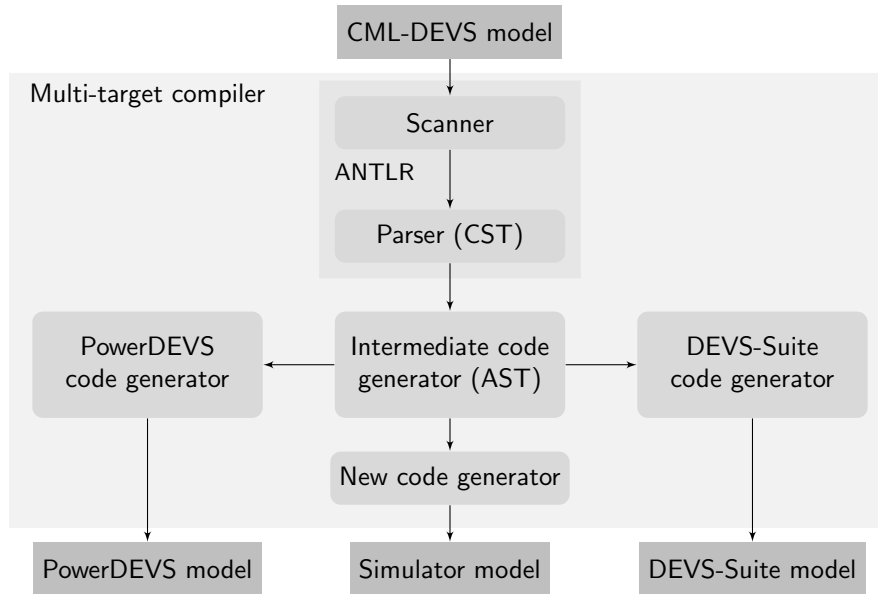 CML-DEVS model
Multi-target compiler
Scanner
ANTLR
Parser (CST)
PowerDEVS
code generator
Intermediate code
generator (AST)
DEVS-Suite
code generator
New code generator
PowerDEVS model
Simulator model
DEVS-Suite model